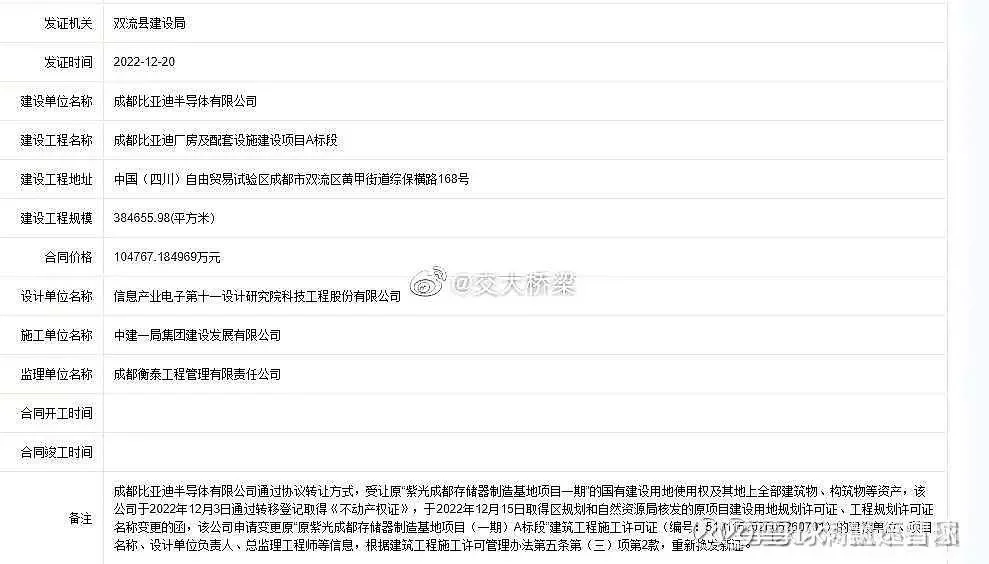 发证机关 双流县建设局
发证时间 2022-12-20
建设单位名称 成都比亚迪半导体有限公司
建设工程名称 成都比亚迪厂房及配套设施建设项目A标段
建设工程地址 中国（四川）自由贸易试验区成都市双流区黄甲街道综保横路168号
建设工程规模 384655.98(平方米)
合同价格 104767.184969万元
@交大桥梁
设计单位名称 信息产业电子第十一设计研究院科技工程股份有限公司
施工单位名称 中建一局集团建设发展有限公司
监理单位名称 成都衡泰工程管理有限责任公司
合同开工时间
合同竣工时间
成都比亚迪半导体有限公司通过协议转让方式，受让原“紫光成都存储器制造基地项目一期”的国有建设用地使用权及其地上全部建筑物、构筑物等资产，该
公司于2022年12月3日通过转移登记取得《不动产权证》，于2022年12月15日取得区规划和自然资源局核发的原项目建设用地规划许可证、工程规划许可证
备注
名称变更的函，该公司申请变更原“原紫光成都存储器制造基地项目（一期）A标段”建筑工程施工许可证（编号：的建设单位、项目
名称、设计单位负责人、总监理工程师等信息，根据建筑工程施工许可管理办法第五条第（三）项第2款，重新换发新证。